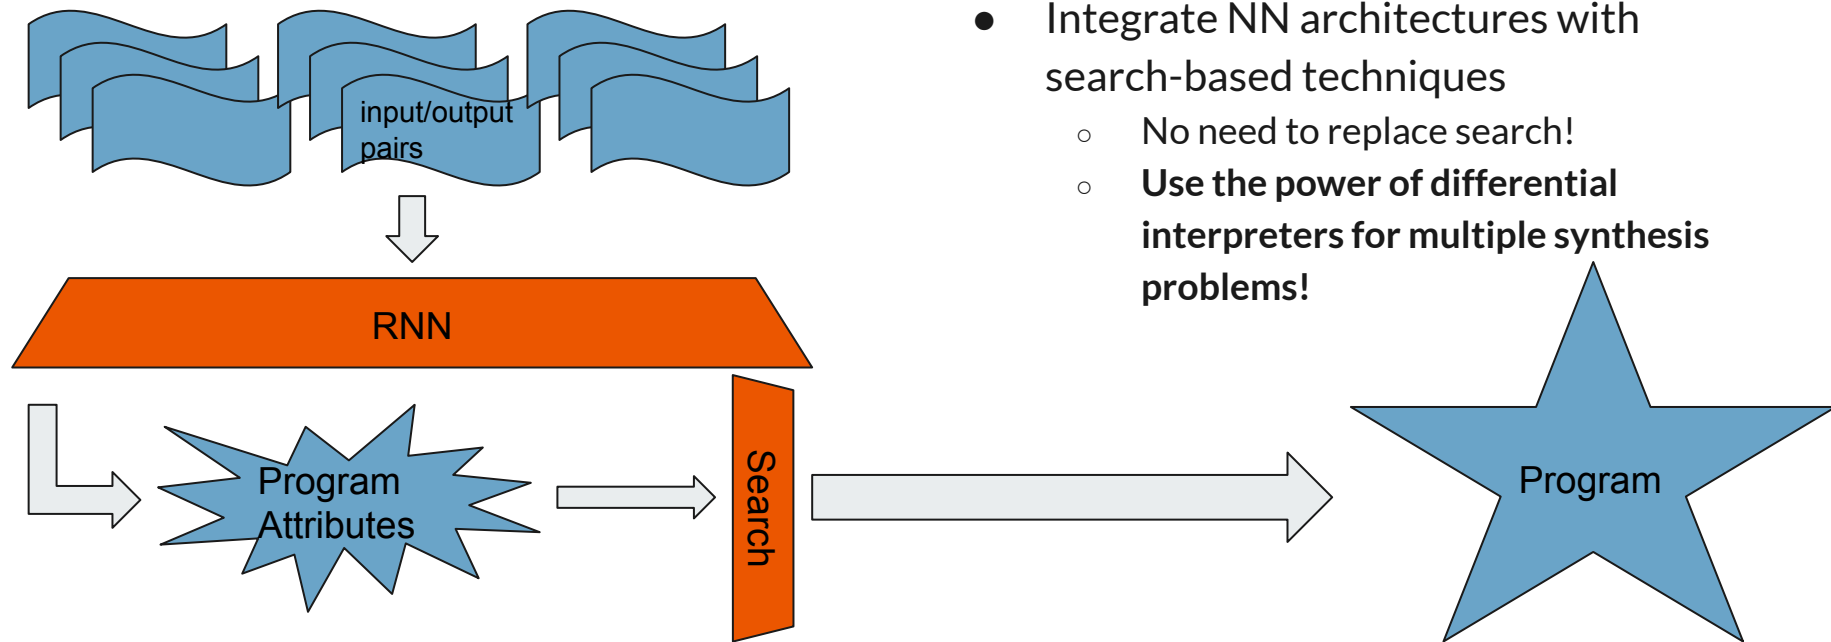 input/output
pairs
RNN
Program
Attributes
Search
Program
● Integrate NN architectures with
search-based techniques
○ No need to replace search!
○ Use the power of differential
interpreters for multiple synthesis
problems!